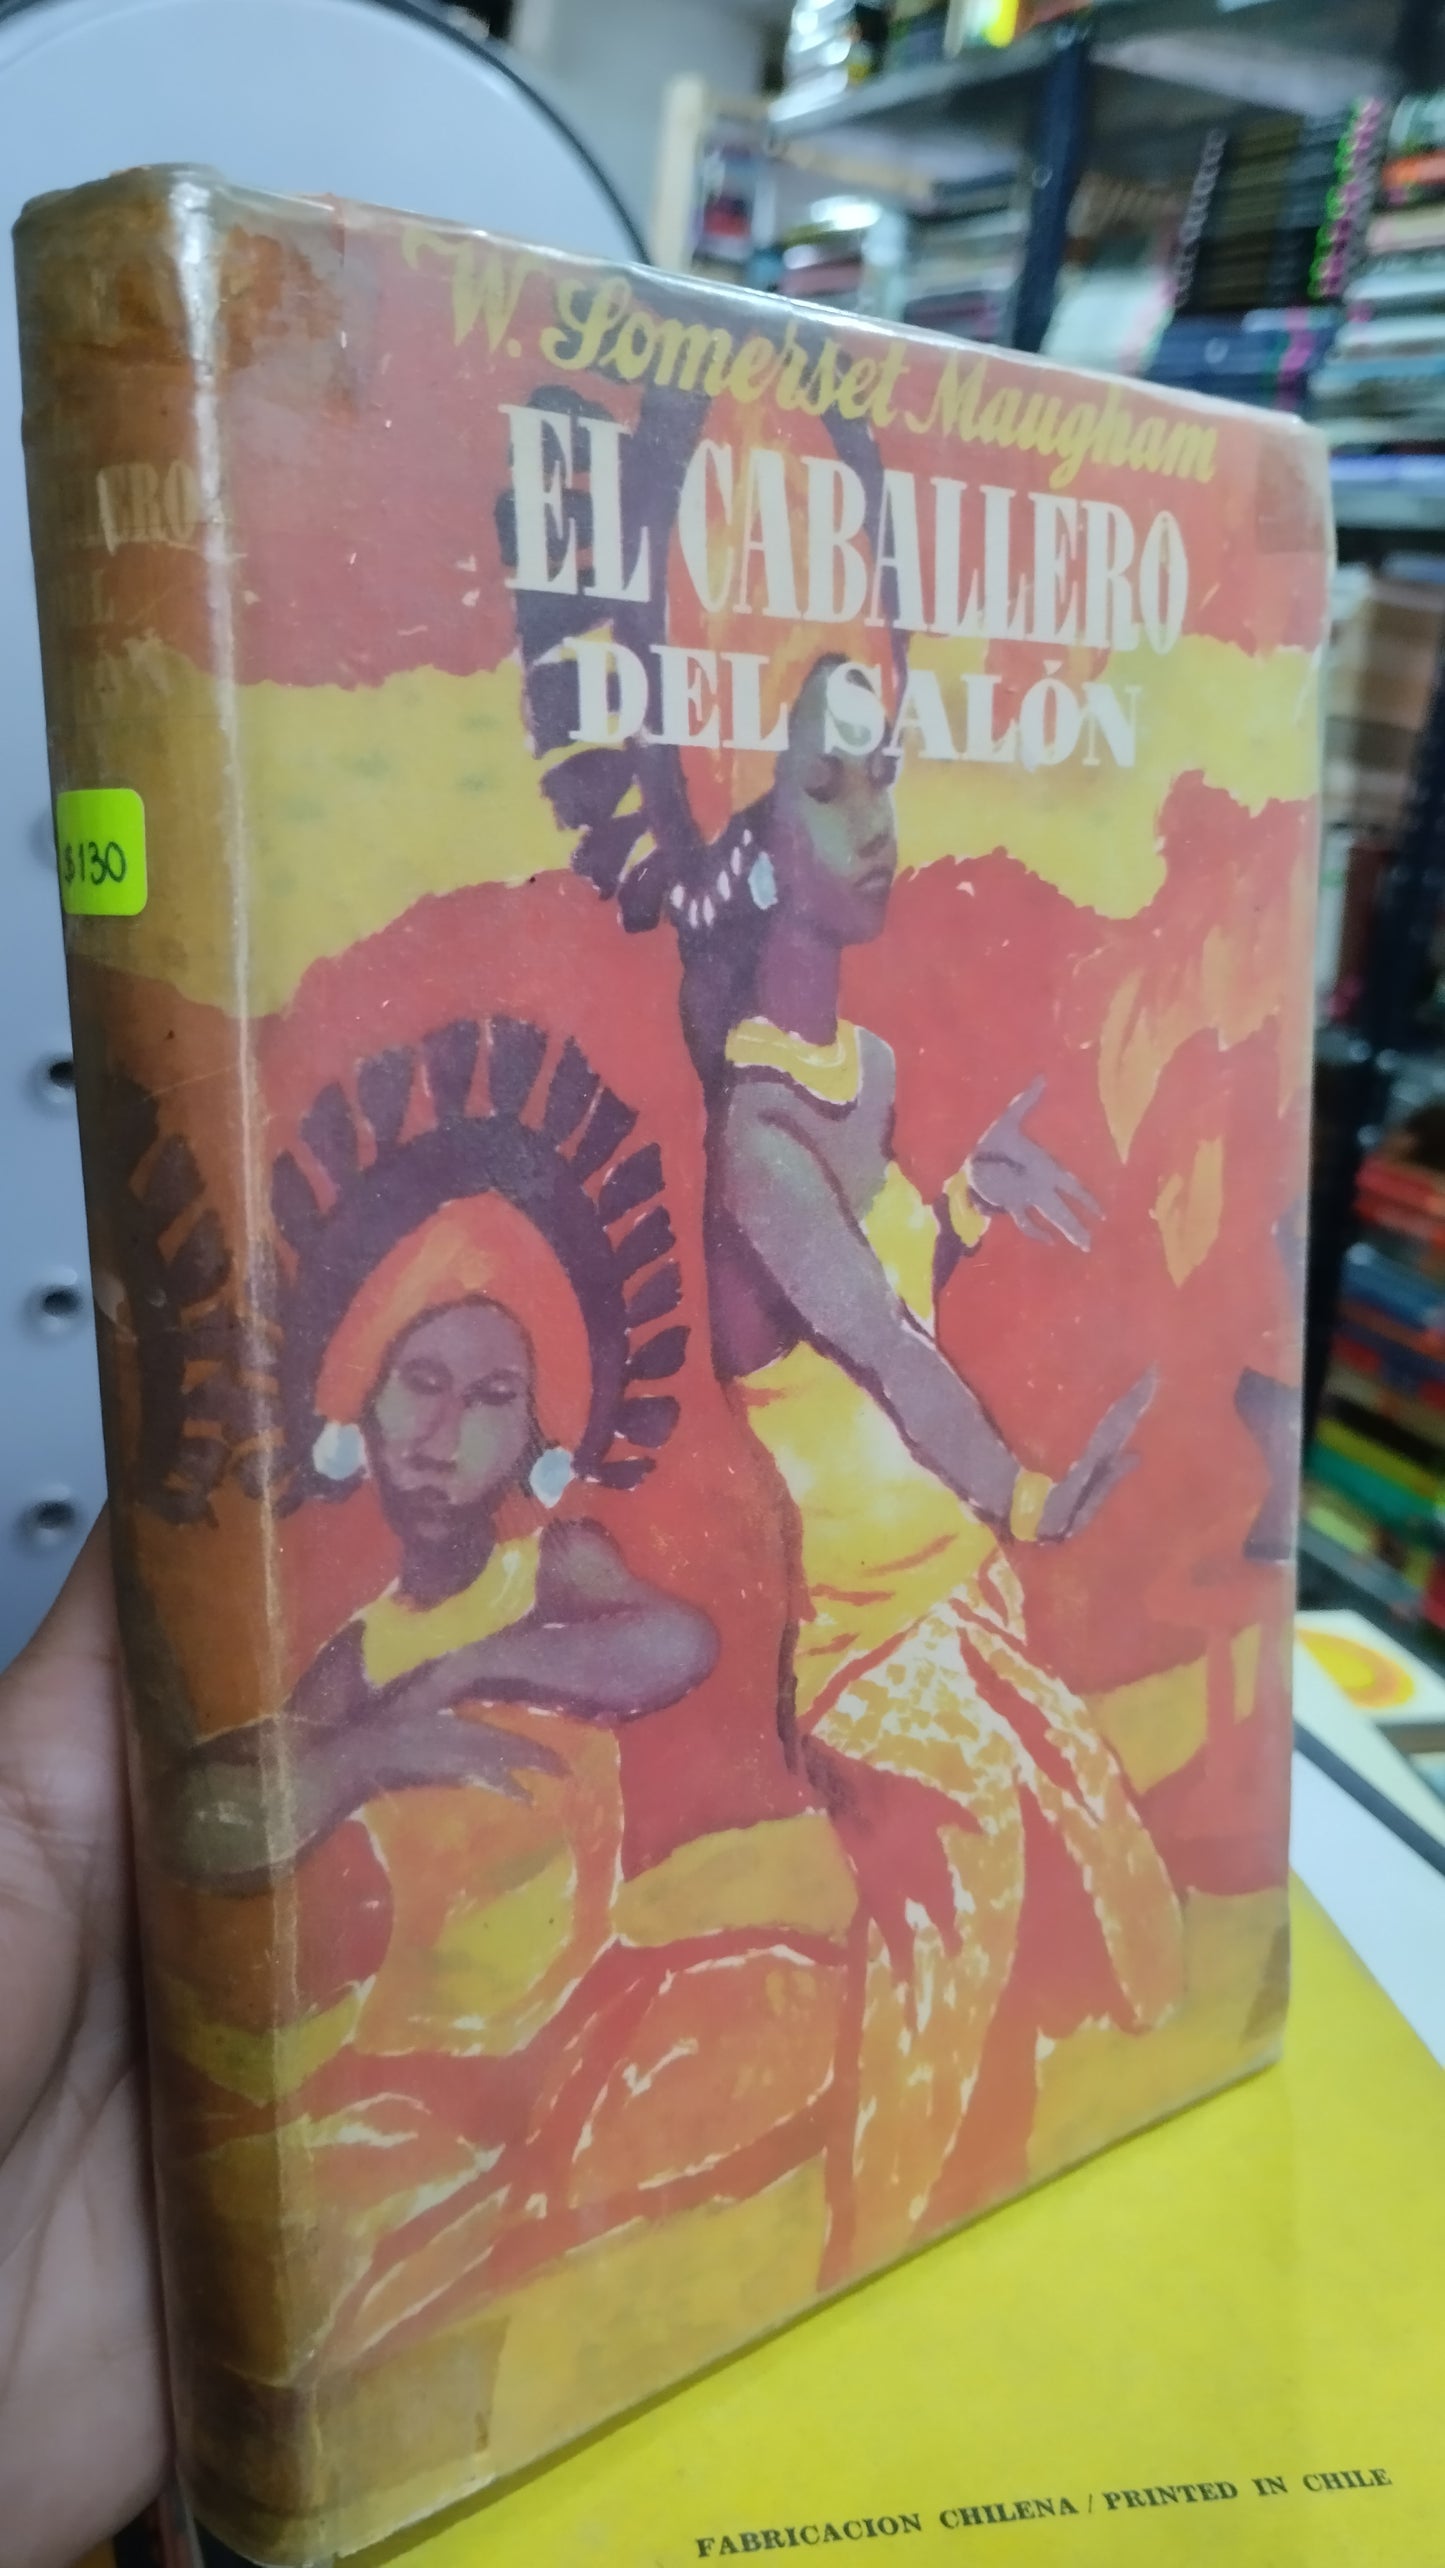 W. Somerset Maugham
EL CABALLERO
DEL SALÓN
$130
FABRICACION CHILENA / PRINTED IN CHILE